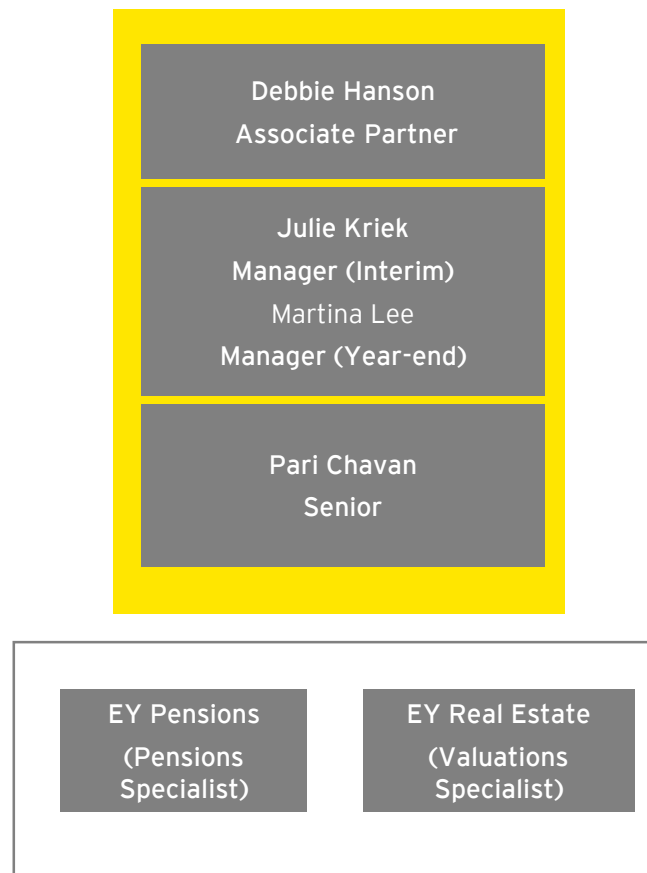 Debbie Hanson
Associate Partner
Julie Kriek
Manager (Interim)
Martina Lee
Manager (Year-end)
Pari Chavan
Senior
EY Pensions
(Pensions
Specialist)
EY Real Estate
(Valuations
Specialist)